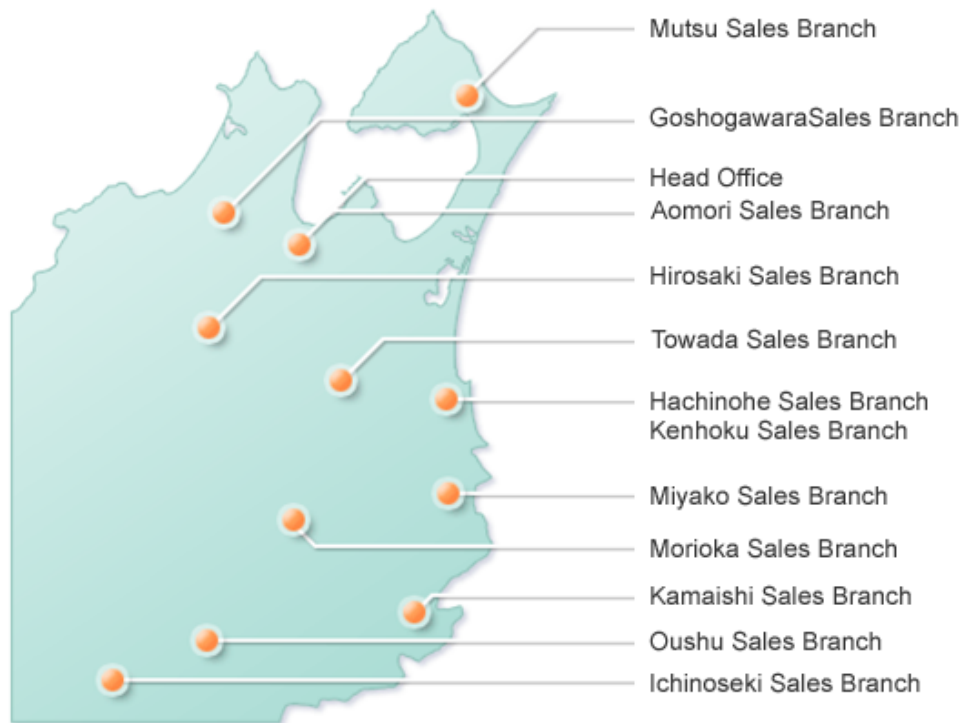 Mutsu Sales Branch
GoshogawaraSales Branch
Head Office
Aomori Sales Branch
Hirosaki Sales Branch
Towada Sales Branch
Hachinohe Sales Branch
Kenhoku Sales Branch
Miyako Sales Branch
Morioka Sales Branch
Kamaishi Sales Branch
Oushu Sales Branch
Ichinoseki Sales Branch